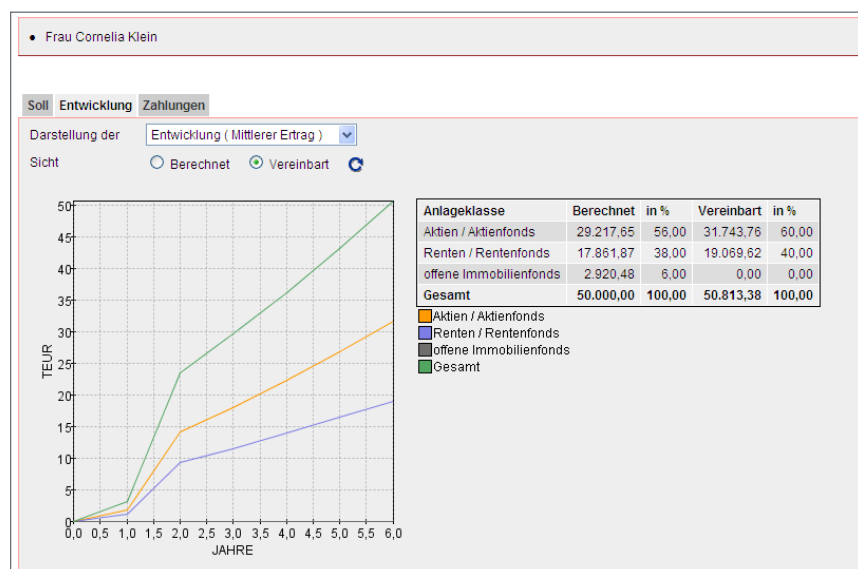 Frau Cornelia Klein
Soll Entwicklung Zahlungen
Darstellung der Entwicklung ( Mittlerer Ertrag )
Sicht Berechnet Vereinbart
Anlageklasse Berechnet in % Vereinbart in %
Aktien / Aktienfonds 29.217,65 56,00 31.743,76 60,00
Renten / Rentenfonds 17.861,87 38,00 19.069,62 40,00
offene Immobilienfonds 2.920,48 6,00 0,00 0,00
Gesamt 50.000,00 100,00 50.813,38 100,00
Aktien / Aktienfonds
Renten / Rentenfonds
offene Immobilienfonds
Gesamt
TEUR
50
45
40
35
30
25
20
15
10
5
0
0,0 0,5 1,0 1,5 2,0 2,5 3,0 3,5 4,0 4,5 5,0 5,5 6,0
JAHRE